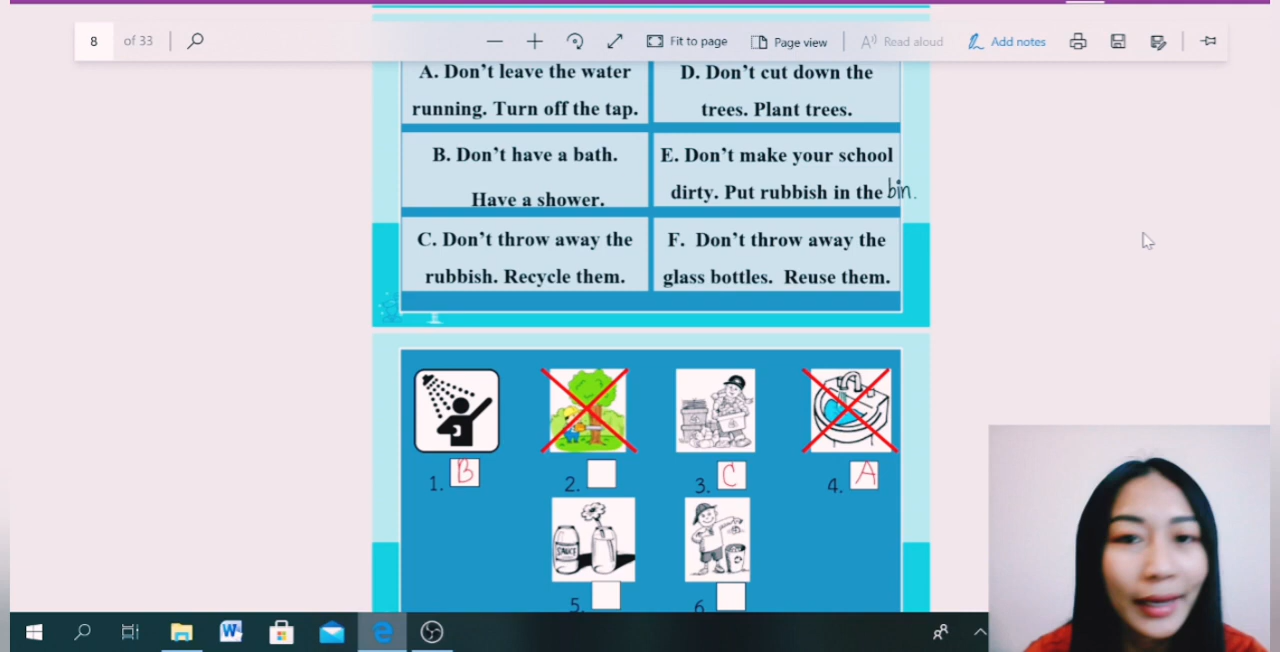 8 of 33
Fit to page
Page view
Read aloud
Add notes
A. Don't leave the water
running. Turn off the tap.
D. Don't cut down the
trees. Plant trees.
B. Don't have a bath.
Have a shower.
E. Don't make your school
dirty. Put rubbish in the bin.
C. Don't throw away the
rubbish. Recycle them.
F. Don't throw away the
glass bottles. Reuse them.
1. B
2.
3. C
4. A
SAUCE
5.
6.